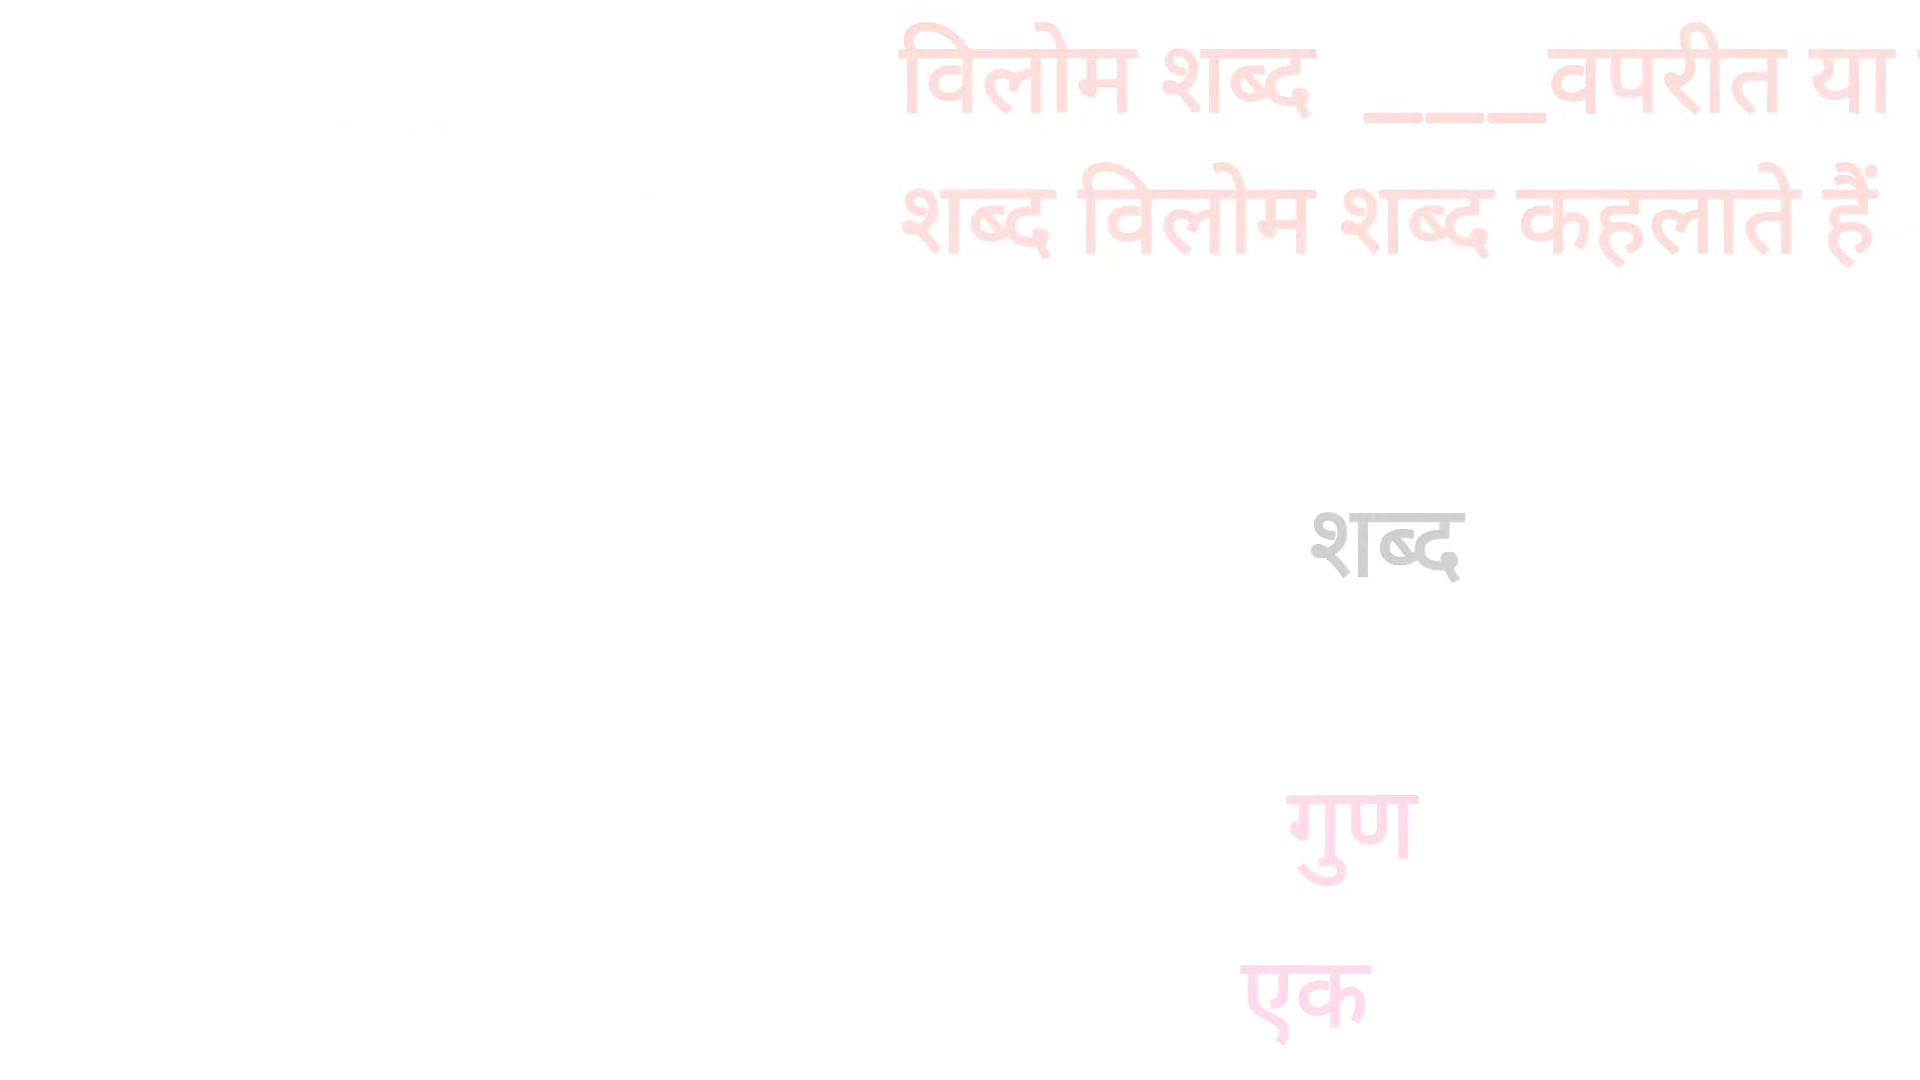 विलोम शब्द ___वपरीत या
शब्द विलोम शब्द कहलाते हैं
शब्द
गुण
एक